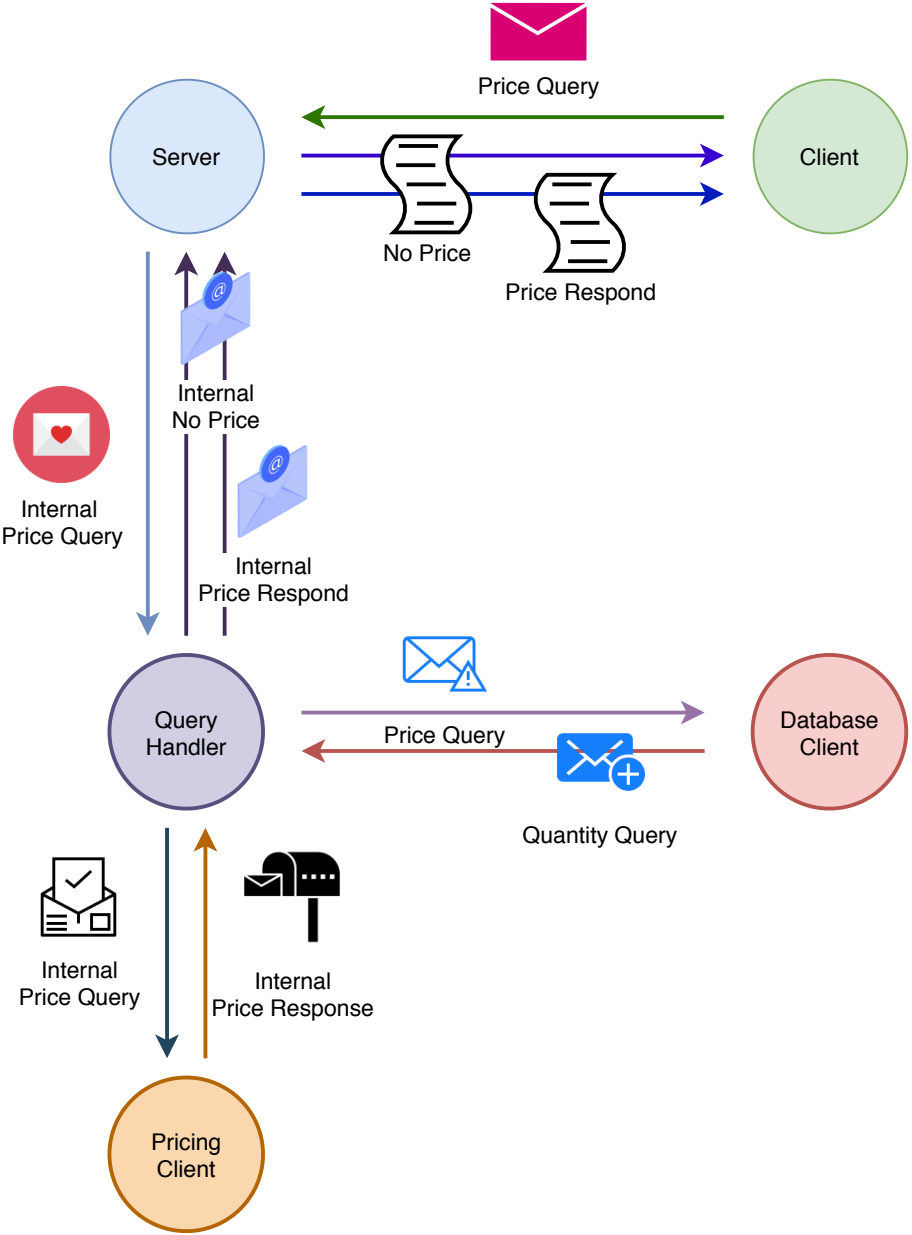 Price Query
Server
Client
No Price
Price Respond
@
Internal
No Price
@
Internal
Price Query
Internal
Price Respond
Query
Handler
Price Query
Database
Client
Quantity Query
Internal
Price Query
Internal
Price Response
Pricing
Client